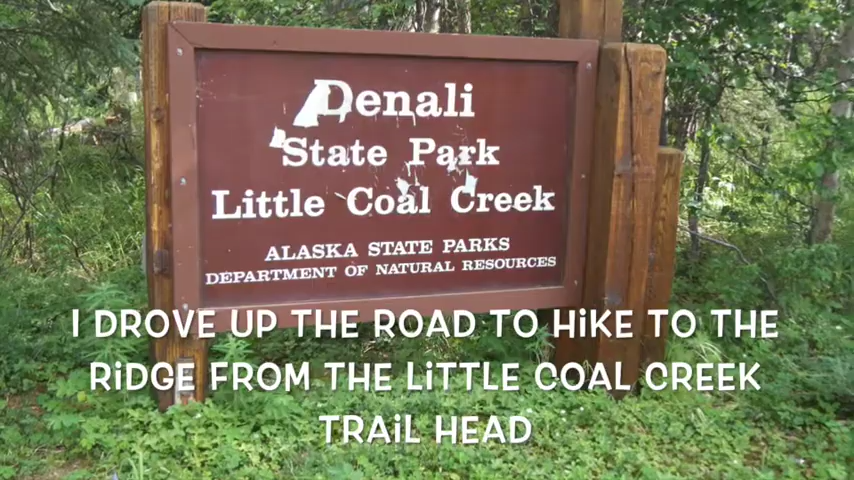 Denali
State Park
Little Coal Creek
ALASKA STATE PARKS
DEPARTMENT OF NATURAL RESOURCES
I DROVE UP THE ROAD TO HiKE TO THE
RiDGE FROM THE LiTTLE COAL CREEK
TRAiL HEAD